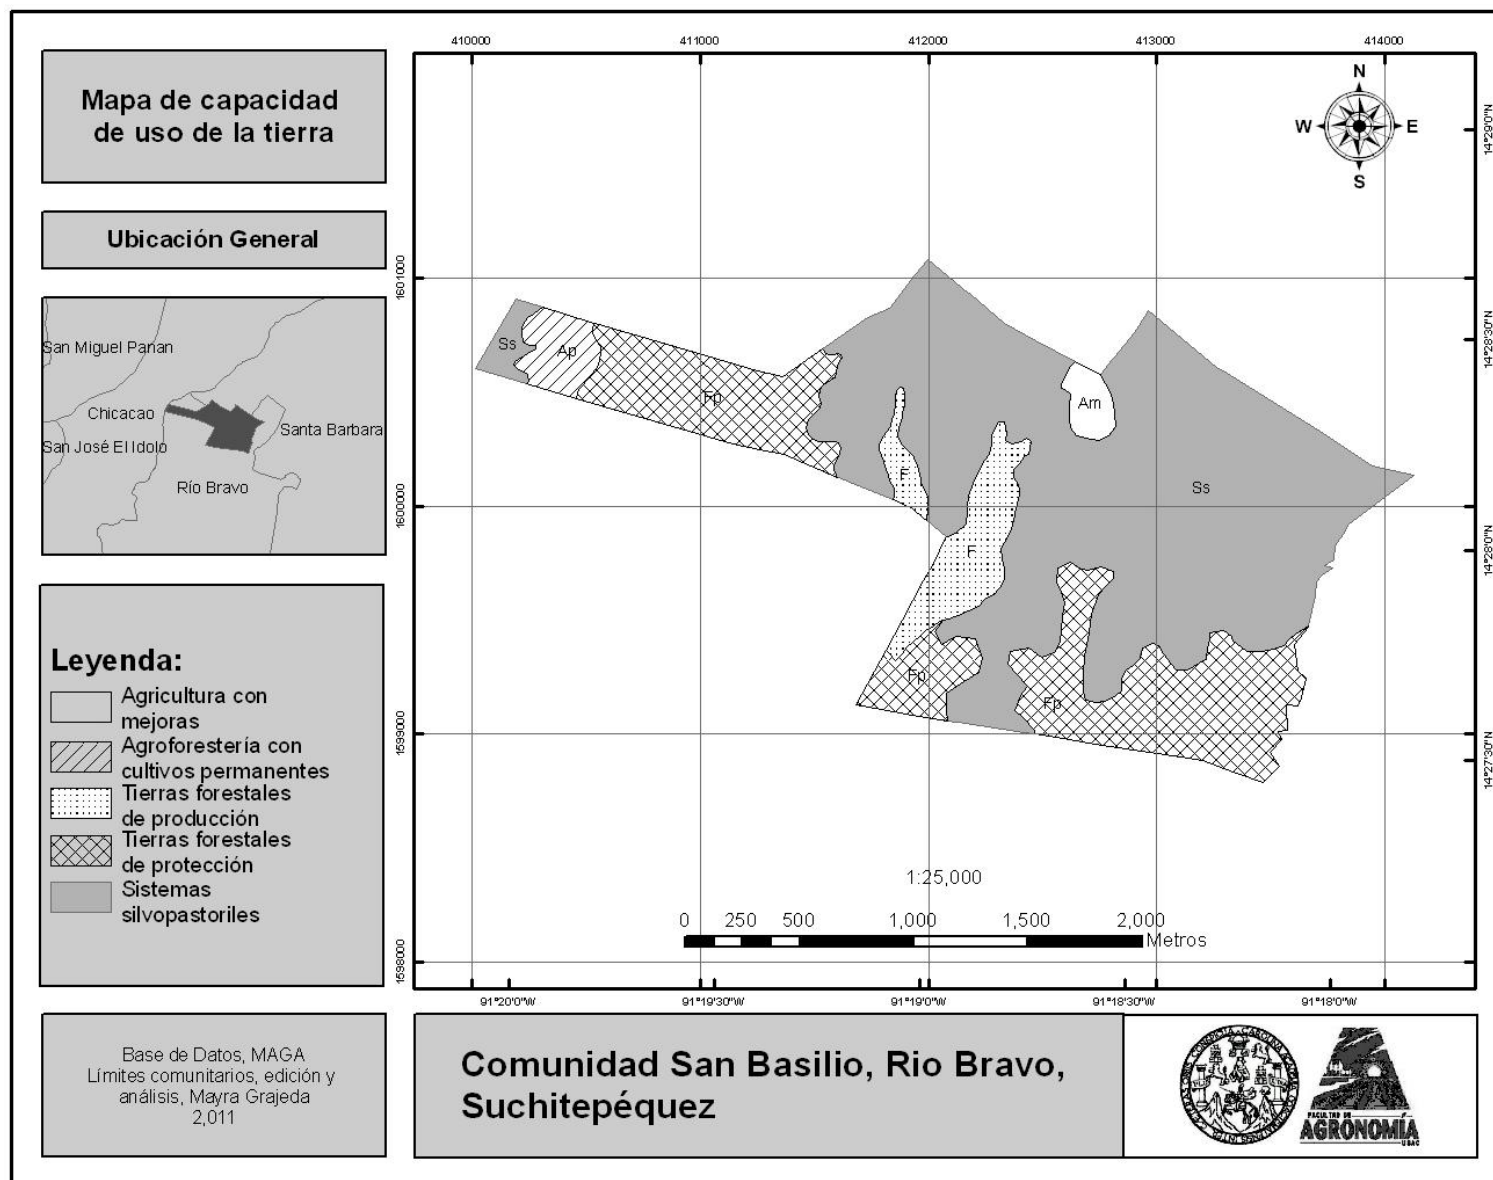 Mapa de capacidad
de uso de la tierra
Ubicación General
San Miguel Panan
Chicacao
Santa Barbara
San José El Idolo
Río Bravo
Leyenda:
Agricultura con
mejoras
Agroforestería con
cultivos permanentes
Tierras forestales
de producción
Tierras forestales
de protección
Sistemas
silvopastoriles
Base de Datos, MAGA
Límites comunitarios, edición y
análisis, Mayra Grajeda
2,011
410000 411000 412000 413000 414000
N
W E
S
14°29'0"N
1601000
14°28'30"N
Ss
Ap
Fp
Am
F
Ss
1600000
F
14°28'0"N
Fp
Fp
1599000
14°27'30"N
1:25,000
0 250 500 1,000 1,500 2,000
Metros
1598000
91°20'0"W 91°19'30"W 91°19'0"W 91°18'30"W 91°18'0"W
Comunidad San Basilio, Rio Bravo,
Suchitepéquez
FACULTAD DE
AGRONOMIA
USAC